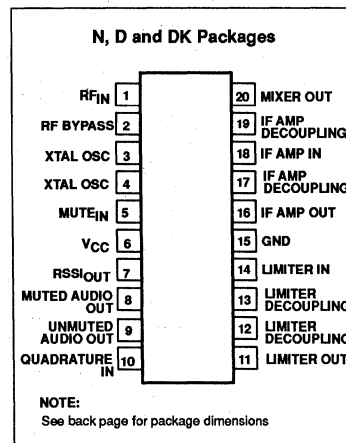 N, D and DK Packages
RFIN 1
RF BYPASS 2
XTAL OSC 3
XTAL OSC 4
MUTEIN 5
VCC 6
RSSIOUT 7
MUTED AUDIO OUT 8
UNMUTED AUDIO OUT 9
QUADRATURE IN 10
20 MIXER OUT
19 IF AMP DECOUPLING
18 IF AMP IN
17 IF AMP DECOUPLING
16 IF AMP OUT
15 GND
14 LIMITER IN
13 LIMITER DECOUPLING
12 LIMITER DECOUPLING
11 LIMITER OUT
NOTE:
See back page for package dimensions